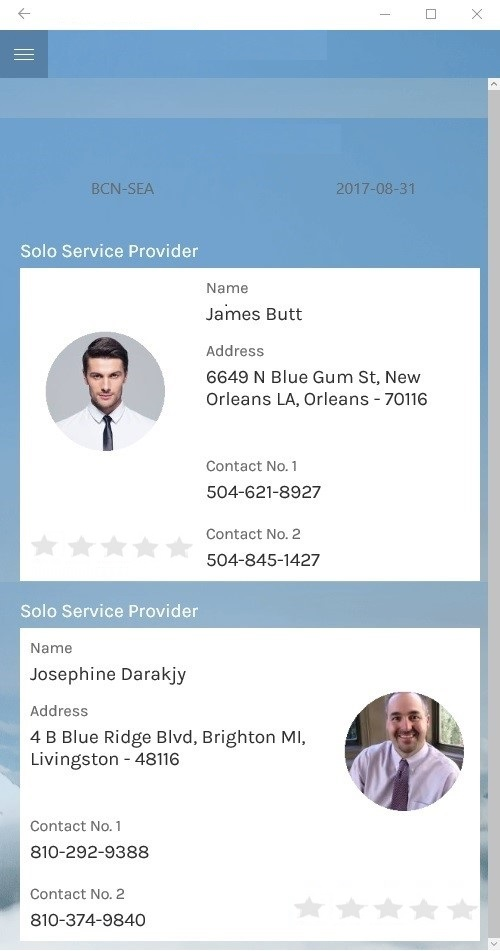 BCN-SEA 2017-08-31
Solo Service Provider
Name
James Butt
Address
6649 N Blue Gum St, New
Orleans LA, Orleans - 70116
Contact No. 1
504-621-8927
Contact No. 2
504-845-1427
Solo Service Provider
Name
Josephine Darakjy
Address
4 B Blue Ridge Blvd, Brighton MI,
Livingston - 48116
Contact No. 1
810-292-9388
Contact No. 2
810-374-9840